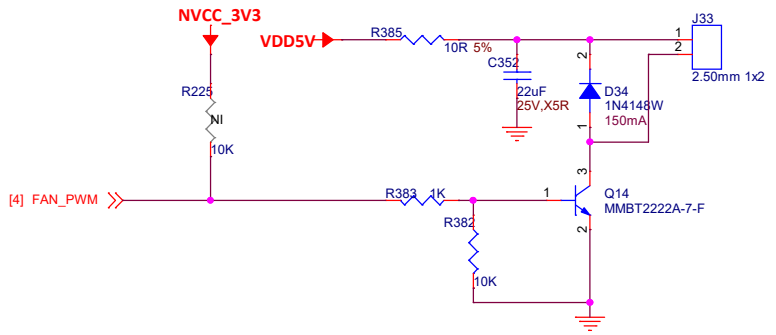 NVCC_3V3
J33
VDD5V
R385
1
10R 5%
2
C352
2
R225
2.50mm 1x2
22uF
D34
25V,X5R
1N4148W
NI
150mA
1
10K
3
[4] FAN_PWM
R383
1K
1
Q14
MMBT2222A-7-F
R382
2
10K